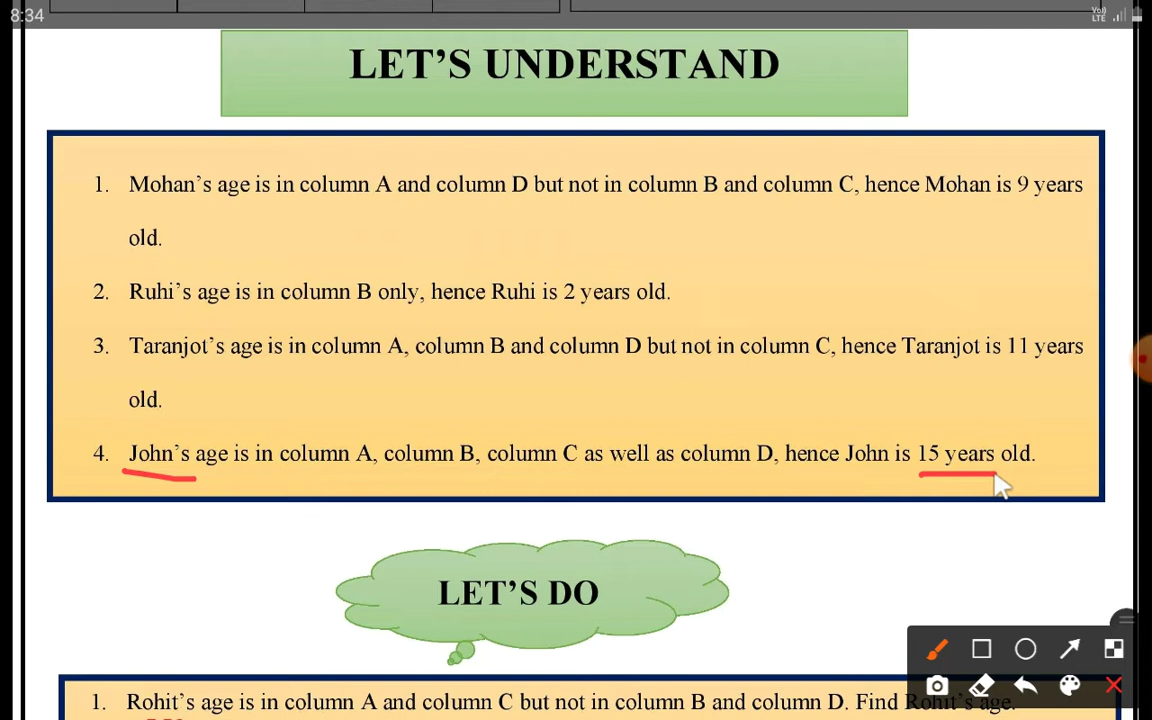 8:34
Vo)
LTE
LET’S UNDERSTAND
1. Mohan’s age is in column A and column D but not in column B and column C, hence Mohan is 9 years
old.
2. Ruhi’s age is in column B only, hence Ruhi is 2 years old.
3. Taranjot’s age is in column A, column B and column D but not in column C, hence Taranjot is 11 years
old.
4. John’s age is in column A, column B, column C as well as column D, hence John is 15 years old.
LET’S DO
1. Rohit’s age is in column A and column C but not in column B and column D. Find Rohit’s age.